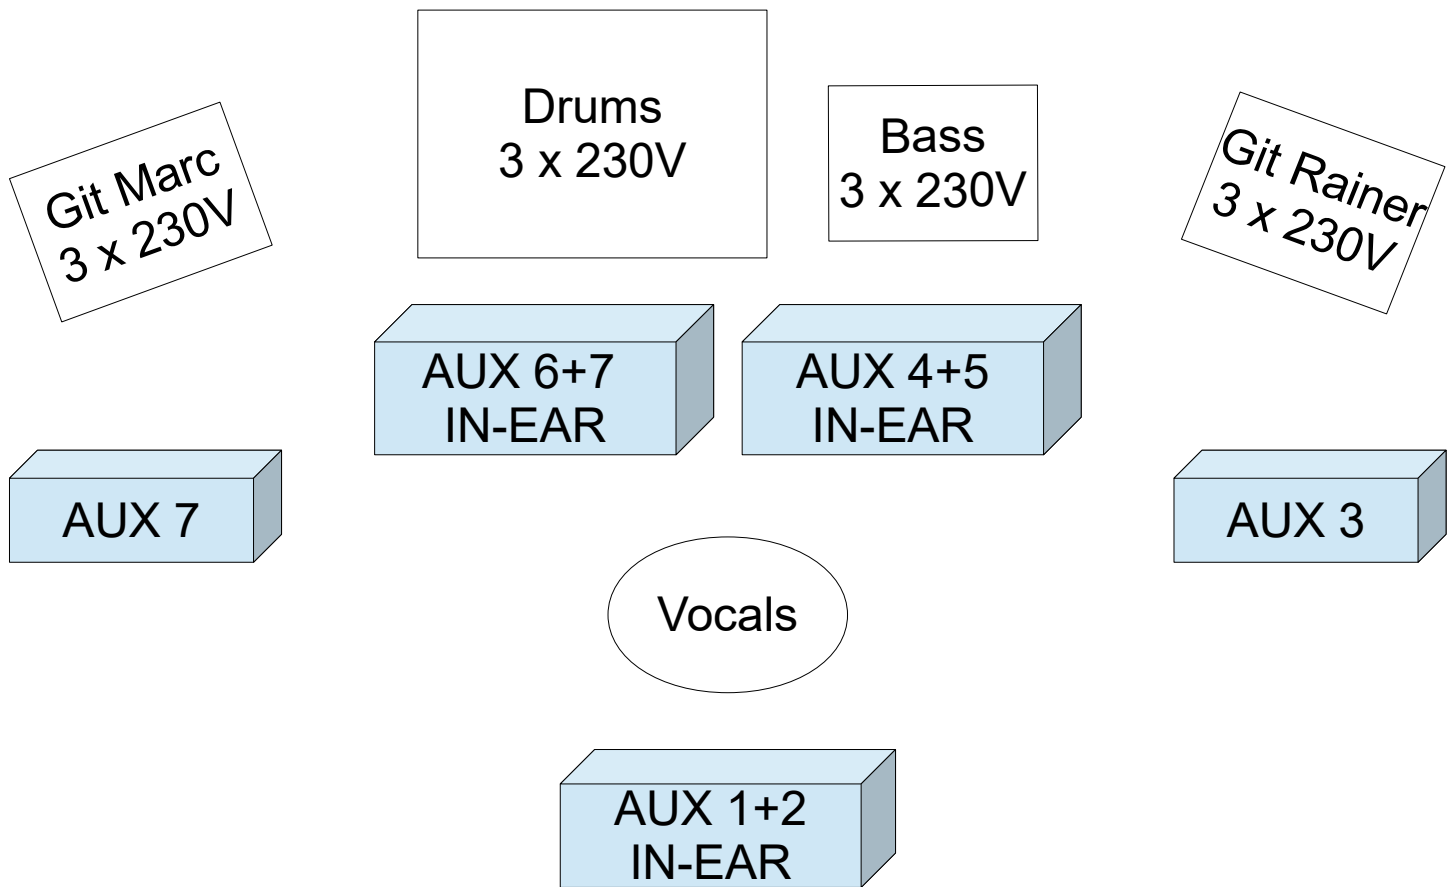 Git Marc
3 x 230V
Drums
3 x 230V
Bass
3 x 230V
Git Rainer
3 x 230V
AUX 6+7
IN-EAR
AUX 4+5
IN-EAR
AUX 7
AUX 3
Vocals
AUX 1+2
IN-EAR